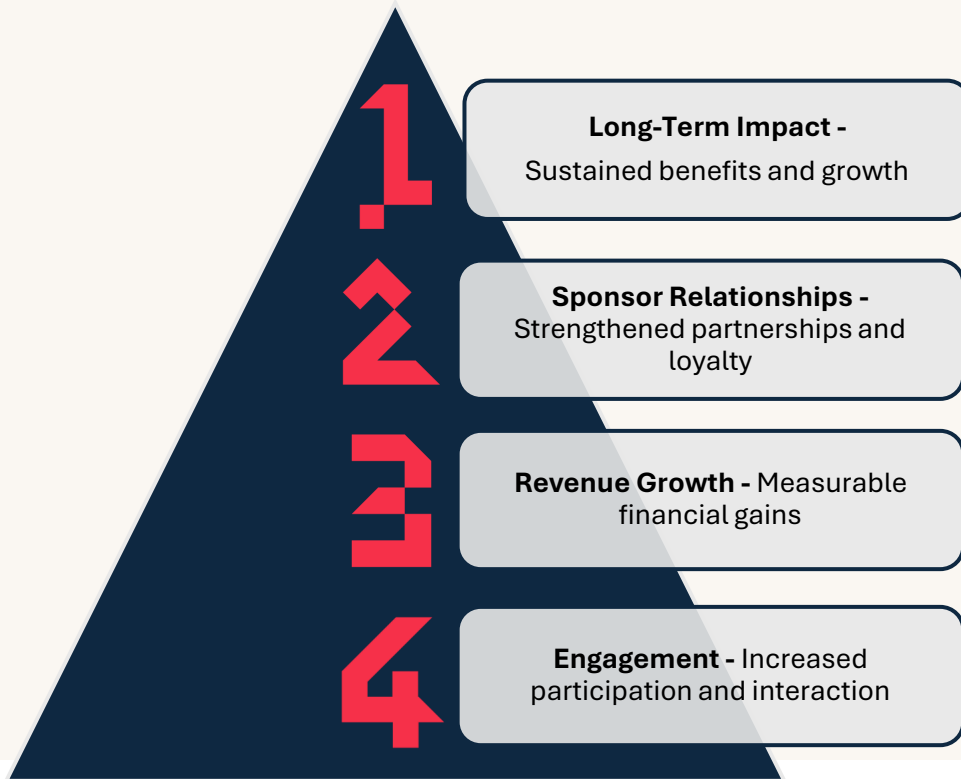 1
Long-Term Impact -
Sustained benefits and growth
2
Sponsor Relationships -
Strengthened partnerships and
loyalty
3
Revenue Growth - Measurable
financial gains
4
Engagement - Increased
participation and interaction